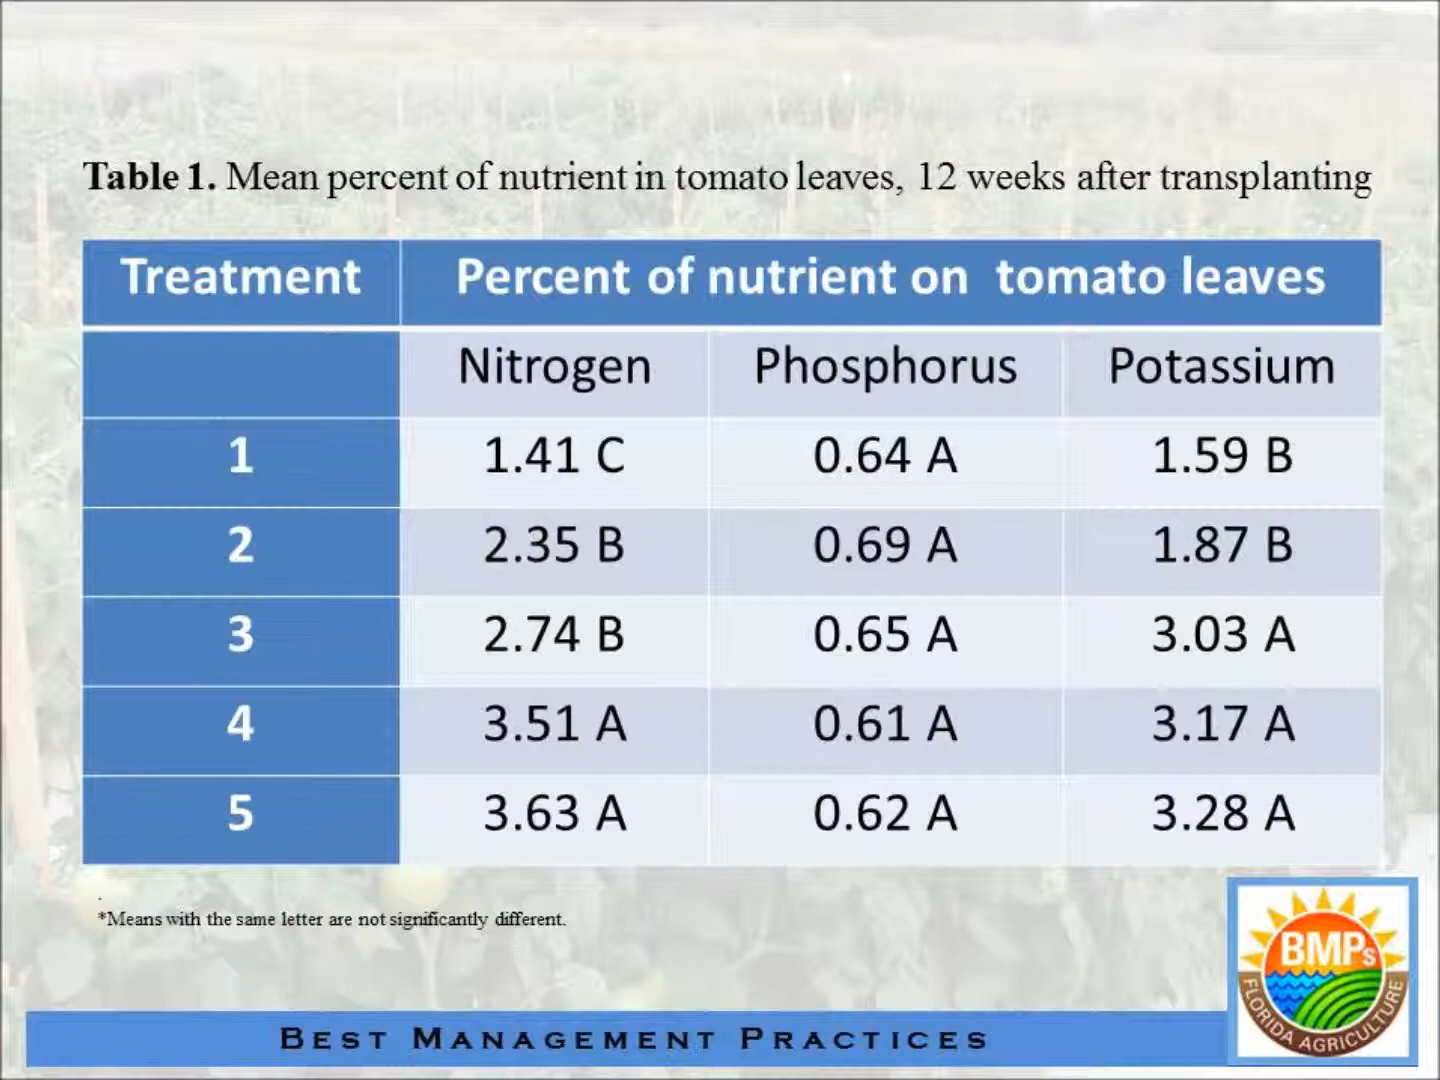 Table 1. Mean percent of nutrient in tomato leaves, 12 weeks after transplanting
Treatment Percent of nutrient on tomato leaves
Nitrogen Phosphorus Potassium
1 1.41 C 0.64 A 1.59 B
2 2.35 B 0.69 A 1.87 B
3 2.74 B 0.65 A 3.03 A
4 3.51 A 0.61 A 3.17 A
5 3.63 A 0.62 A 3.28 A
.
*Means with the same letter are not significantly different.
BMPs
FLORIDA AGRICULTURE
BEST MANAGEMENT PRACTICES